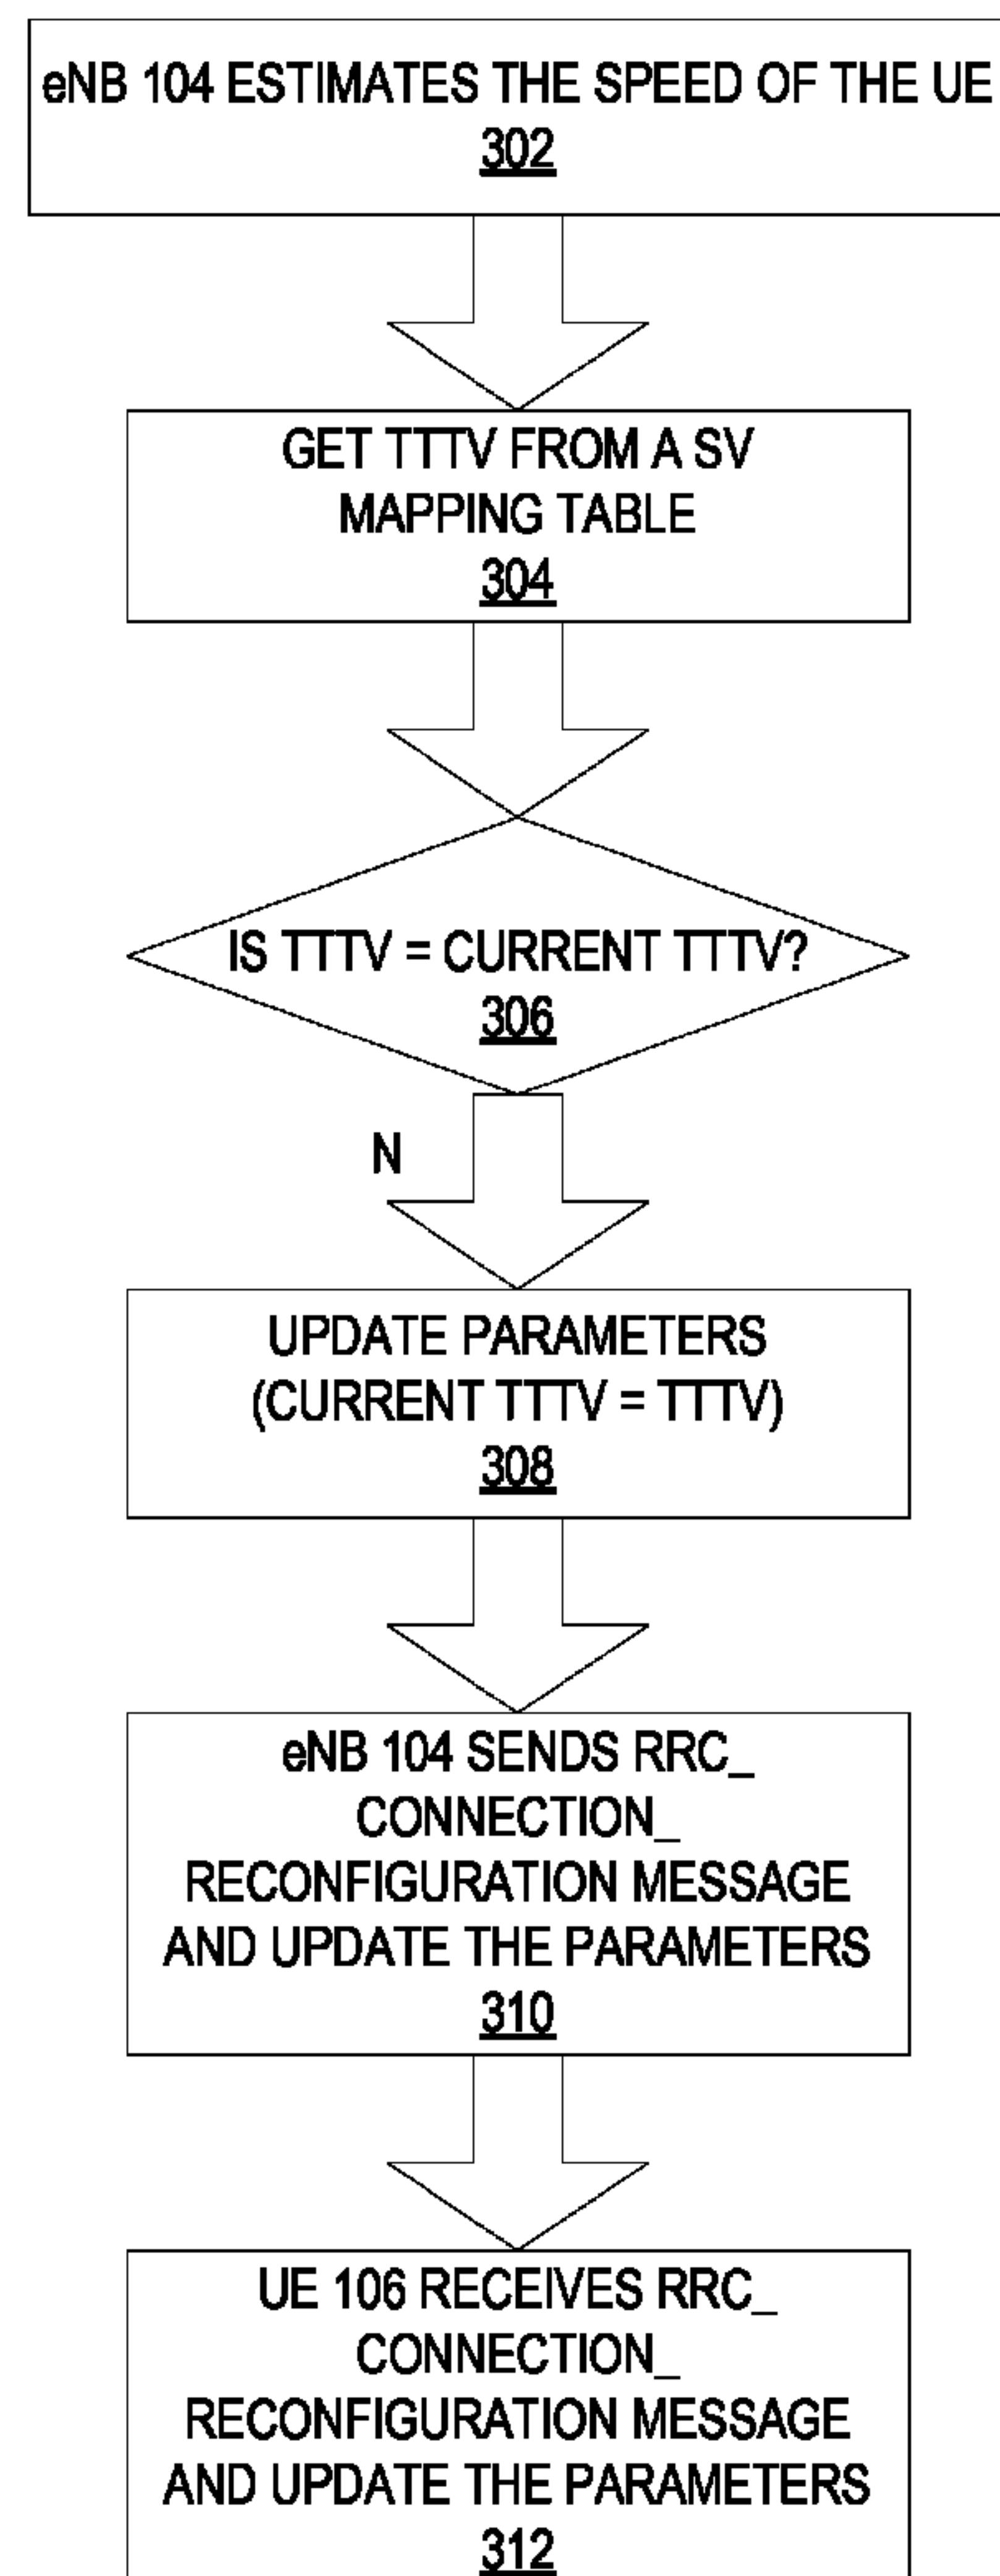 eNB 104 ESTIMATES THE SPEED OF THE UE
302
GET TTTV FROM A SV
MAPPING TABLE
304
IS TTTV = CURRENT TTTV?
306
N
UPDATE PARAMETERS
(CURRENT TTTV = TTTV)
308
eNB 104 SENDS RRC_
CONNECTION_
RECONFIGURATION MESSAGE
AND UPDATE THE PARAMETERS
310
UE 106 RECEIVES RRC_
CONNECTION_
RECONFIGURATION MESSAGE
AND UPDATE THE PARAMETERS
312